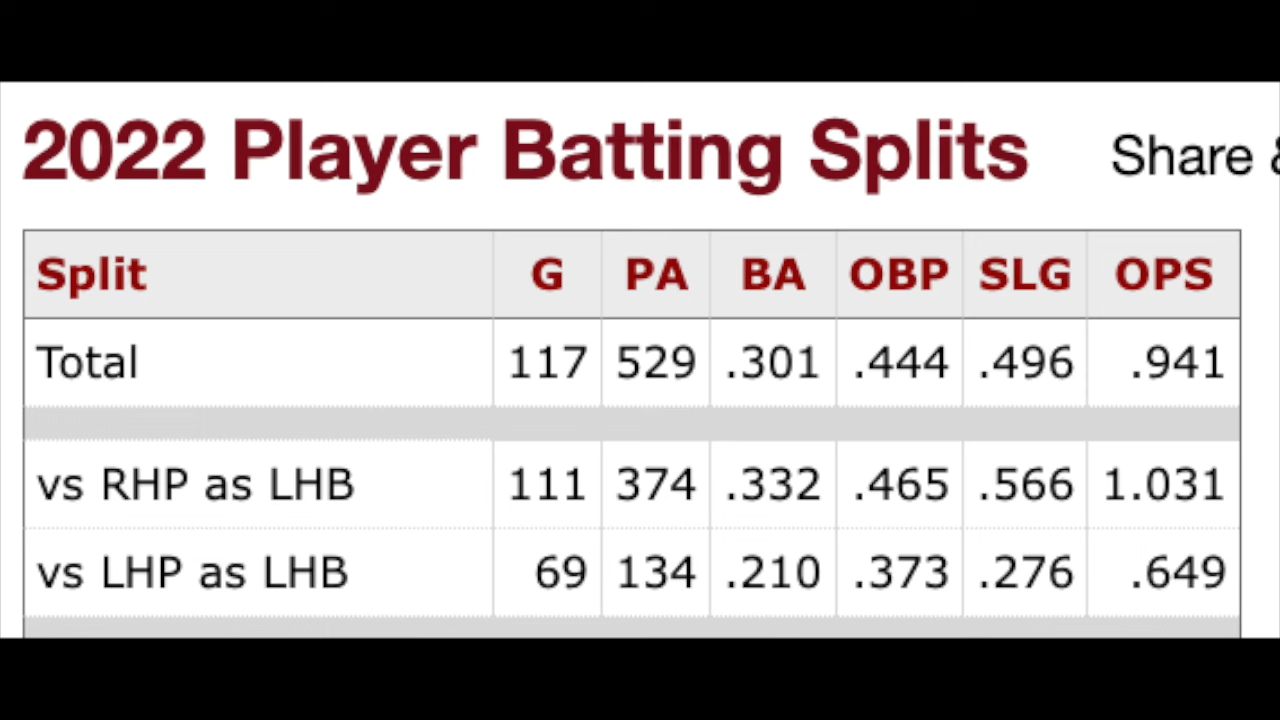 2022 Player Batting Splits Share &
Split G PA BA OBP SLG OPS
Total 117 529 .301 .444 .496 .941
vs RHP as LHB 111 374 .332 .465 .566 1.031
vs LHP as LHB 69 134 .210 .373 .276 .649